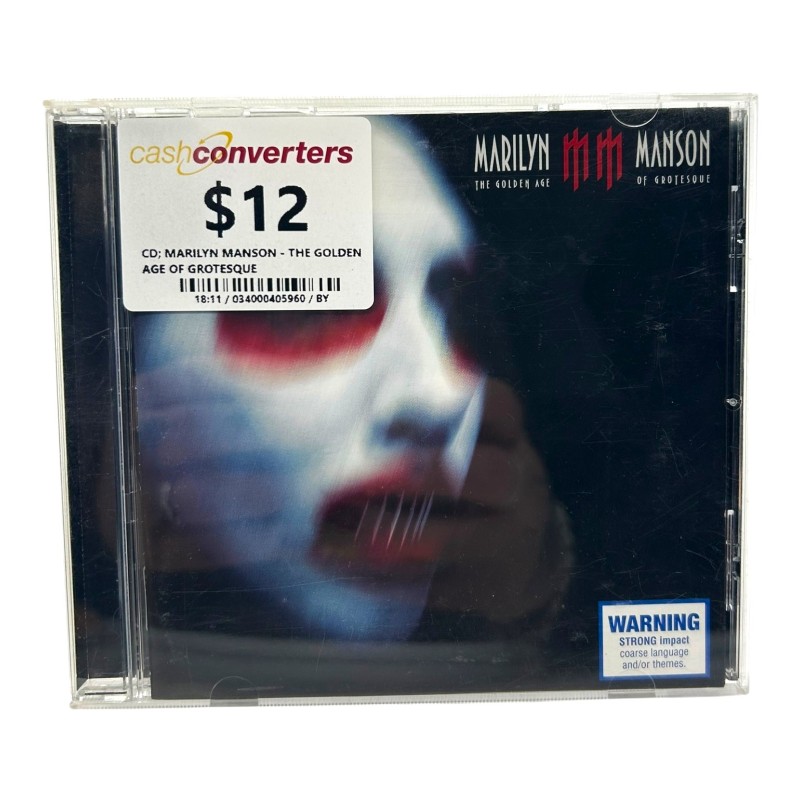 cashconverters
$12
CD; MARILYN MANSON - THE GOLDEN
AGE OF GROTESQUE
18:11 / 034000405960 / BY
MARILYN MM MANSON
THE GOLDEN AGE OF GROTESQUE
WARNING
STRONG impact
coarse language
and/or themes.